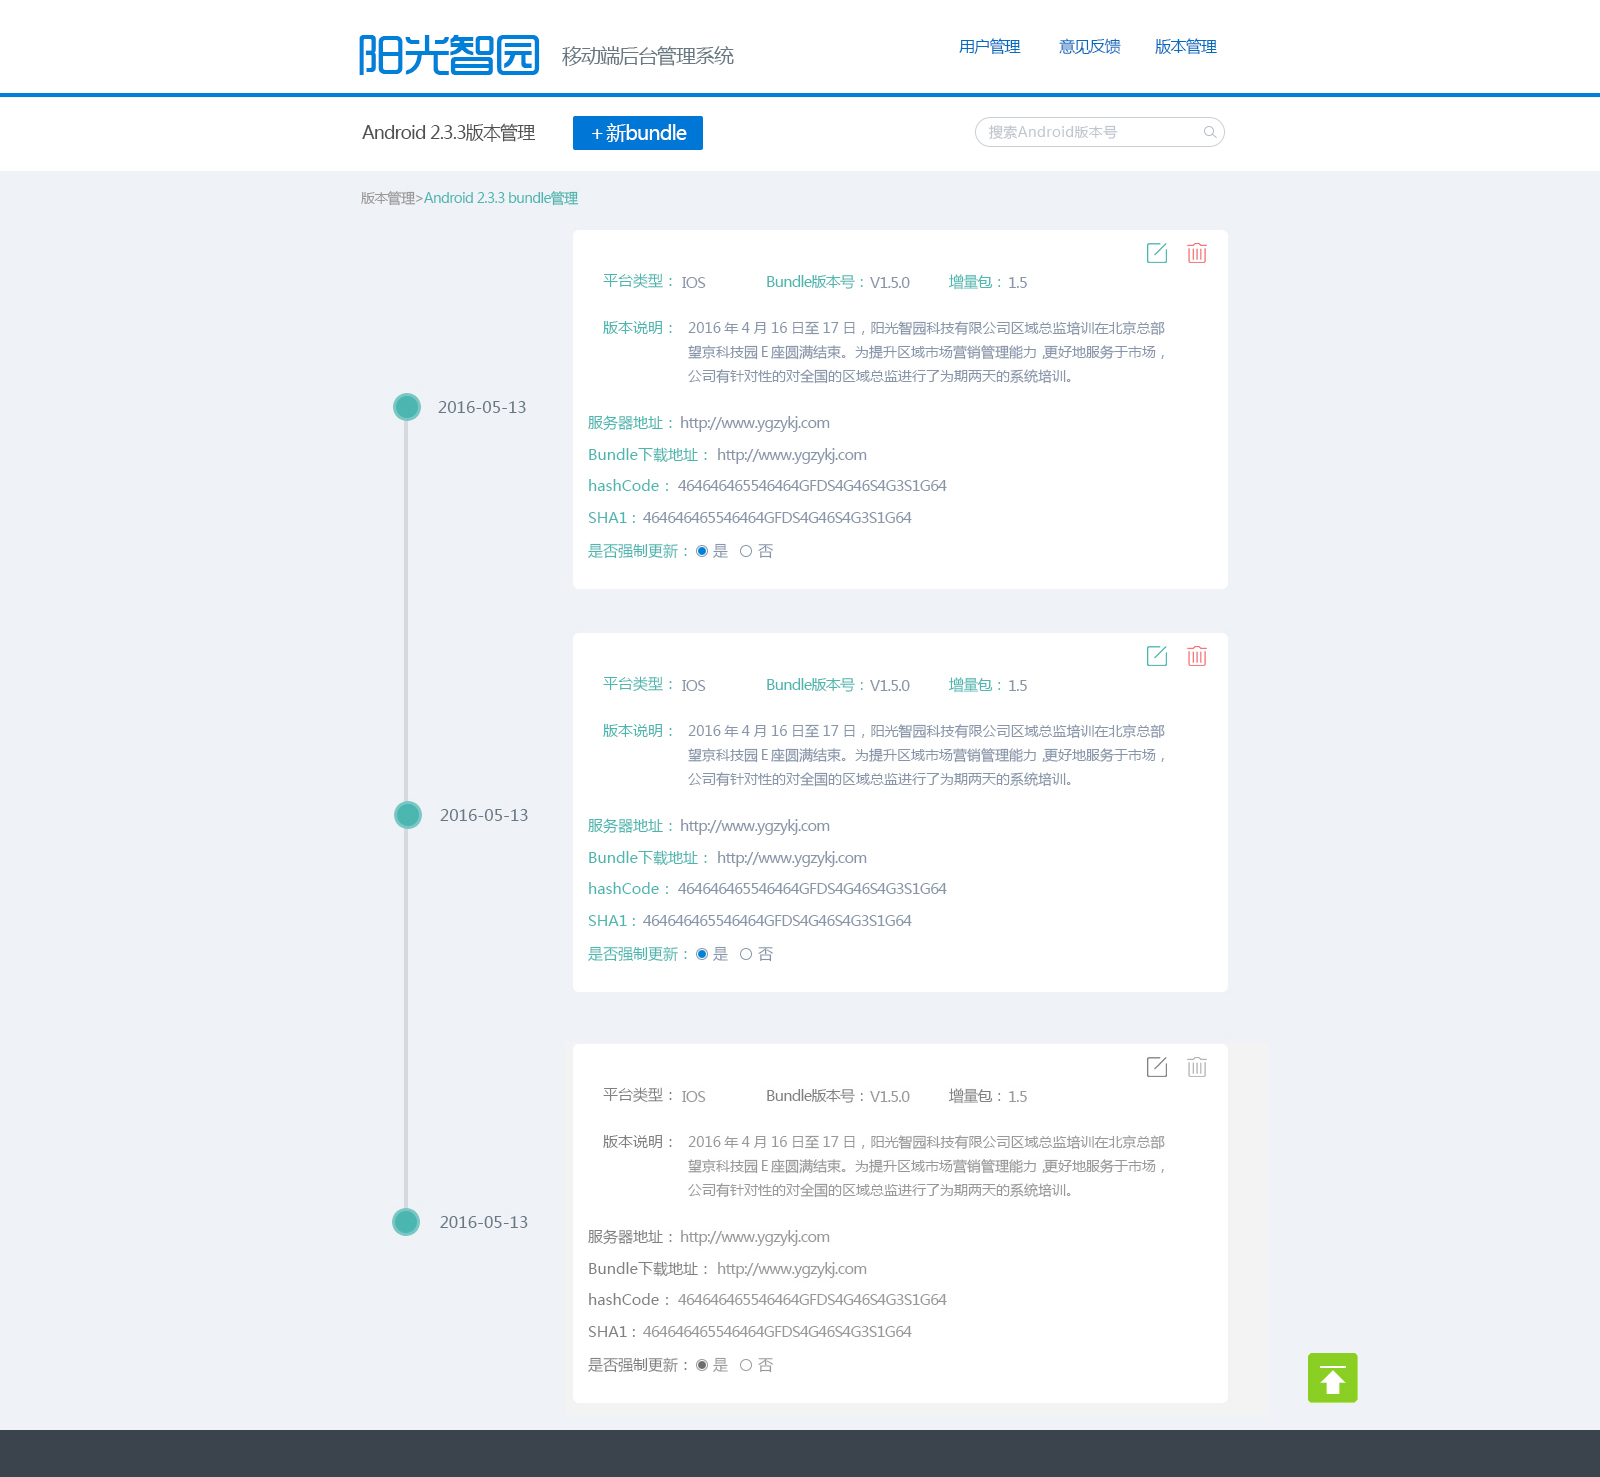 阳光智园 移动端后台管理系统 用户管理 意见反馈 版本管理
Android 2.3.3版本管理 +新bundle 搜索Android版本号
版本管理>Android 2.3.3 bundle管理
平台类型： IOS Bundle版本号：V1.5.0 增量包：1.5
版本说明： 2016 年 4 月 16 日至 17 日，阳光智园科技有限公司区域总监培训在北京总部
望京科技园 E 座圆满结束。为提升区域市场营销管理能力 ,更好地服务于市场，
公司有针对性的对全国的区域总监进行了为期两天的系统培训。
2016-05-13
服务器地址：http://www.ygzykj.com
Bundle下载地址： http://www.ygzykj.com
hashCode： 464646465546464GFDS4G46S4G3S1G64
SHA1：464646465546464GFDS4G46S4G3S1G64
是否强制更新： 是 否
平台类型： IOS Bundle版本号：V1.5.0 增量包：1.5
版本说明： 2016 年 4 月 16 日至 17 日，阳光智园科技有限公司区域总监培训在北京总部
望京科技园 E 座圆满结束。为提升区域市场营销管理能力 ,更好地服务于市场，
公司有针对性的对全国的区域总监进行了为期两天的系统培训。
2016-05-13
服务器地址：http://www.ygzykj.com
Bundle下载地址： http://www.ygzykj.com
hashCode： 464646465546464GFDS4G46S4G3S1G64
SHA1：464646465546464GFDS4G46S4G3S1G64
是否强制更新： 是 否
平台类型： IOS Bundle版本号：V1.5.0 增量包：1.5
版本说明： 2016 年 4 月 16 日至 17 日，阳光智园科技有限公司区域总监培训在北京总部
望京科技园 E 座圆满结束。为提升区域市场营销管理能力 ,更好地服务于市场，
公司有针对性的对全国的区域总监进行了为期两天的系统培训。
2016-05-13
服务器地址：http://www.ygzykj.com
Bundle下载地址： http://www.ygzykj.com
hashCode： 464646465546464GFDS4G46S4G3S1G64
SHA1：464646465546464GFDS4G46S4G3S1G64
是否强制更新： 是 否